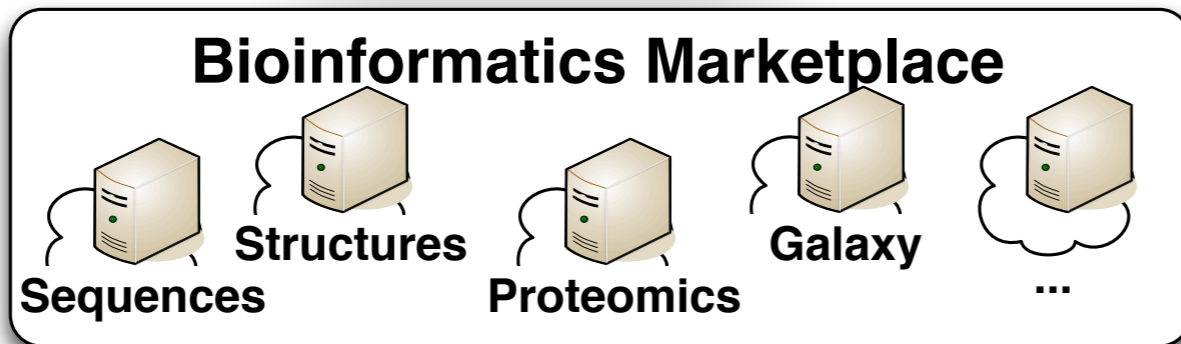 Bioinformatics Marketplace
Structures
Galaxy
Sequences
Proteomics
...